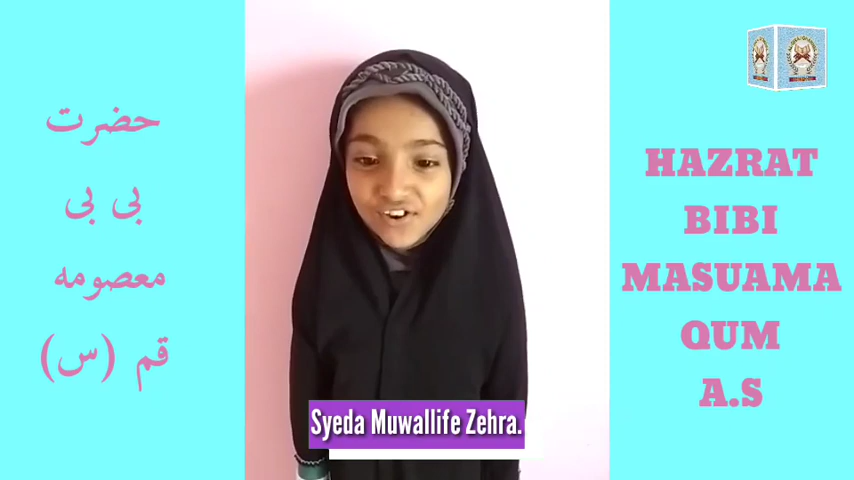 حضرت
بی بی
معصومه
قم (س)
HAZRAT
BIBI
MASUAMA
QUM
A.S
Syeda Muwallife Zehra.